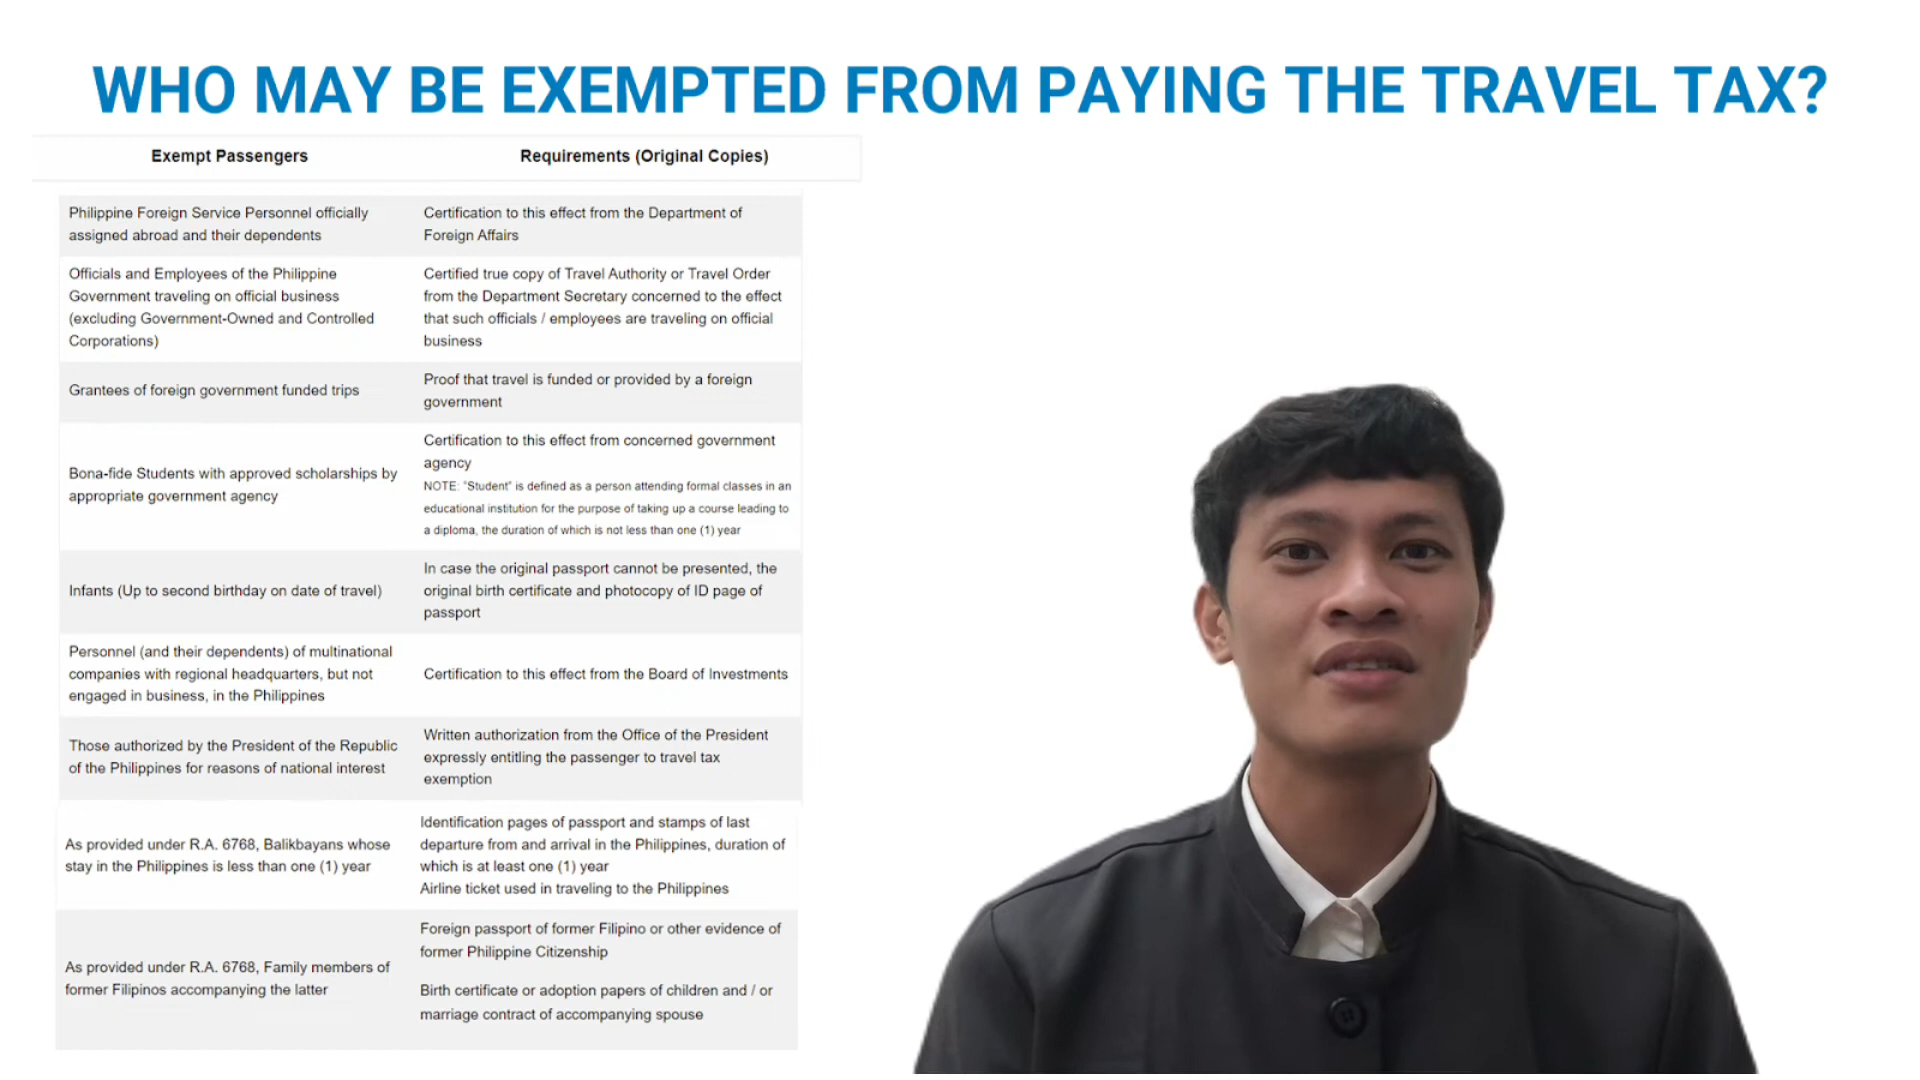 WHO MAY BE EXEMPTED FROM PAYING THE TRAVEL TAX?
Exempt Passengers
Requirements (Original Copies)
Philippine Foreign Service Personnel officially
assigned abroad and their dependents
Certification to this effect from the Department of
Foreign Affairs
Officials and Employees of the Philippine
Government traveling on official business
(excluding Government-Owned and Controlled
Corporations)
Certified true copy of Travel Authority or Travel Order
from the Department Secretary concerned to the effect
that such officials / employees are traveling on official
business
Grantees of foreign government funded trips
Proof that travel is funded or provided by a foreign
government
Bona-fide Students with approved scholarships by
appropriate government agency
Certification to this effect from concerned government
agency
NOTE: “Student” is defined as a person attending formal classes in an
educational institution for the purpose of taking up a course leading to
a diploma, the duration of which is not less than one (1) year
Infants (Up to second birthday on date of travel)
In case the original passport cannot be presented, the
original birth certificate and photocopy of ID page of
passport
Personnel (and their dependents) of multinational
companies with regional headquarters, but not
engaged in business, in the Philippines
Certification to this effect from the Board of Investments
Those authorized by the President of the Republic
of the Philippines for reasons of national interest
Written authorization from the Office of the President
expressly entitling the passenger to travel tax
exemption
As provided under R.A. 6768, Balikbayans whose
stay in the Philippines is less than one (1) year
Identification pages of passport and stamps of last
departure from and arrival in the Philippines, duration of
which is at least one (1) year
Airline ticket used in traveling to the Philippines
As provided under R.A. 6768, Family members of
former Filipinos accompanying the latter
Foreign passport of former Filipino or other evidence of
former Philippine Citizenship
Birth certificate or adoption papers of children and / or
marriage contract of accompanying spouse